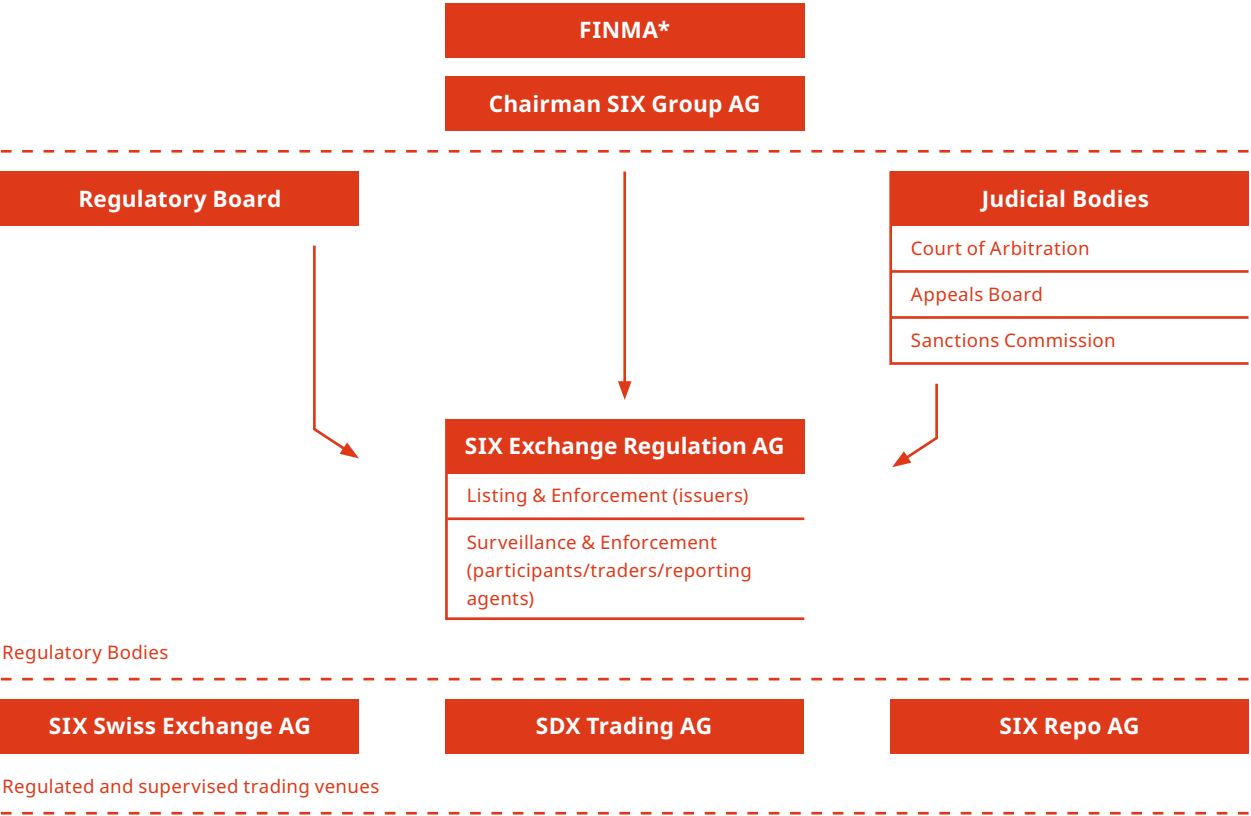 FINMA*
Chairman SIX Group AG
Regulatory Board
Judicial Bodies
Court of Arbitration
Appeals Board
Sanctions Commission
SIX Exchange Regulation AG
Listing & Enforcement (issuers)
Surveillance & Enforcement
(participants/traders/reporting
agents)
Regulatory Bodies
SIX Swiss Exchange AG
SDX Trading AG
SIX Repo AG
Regulated and supervised trading venues